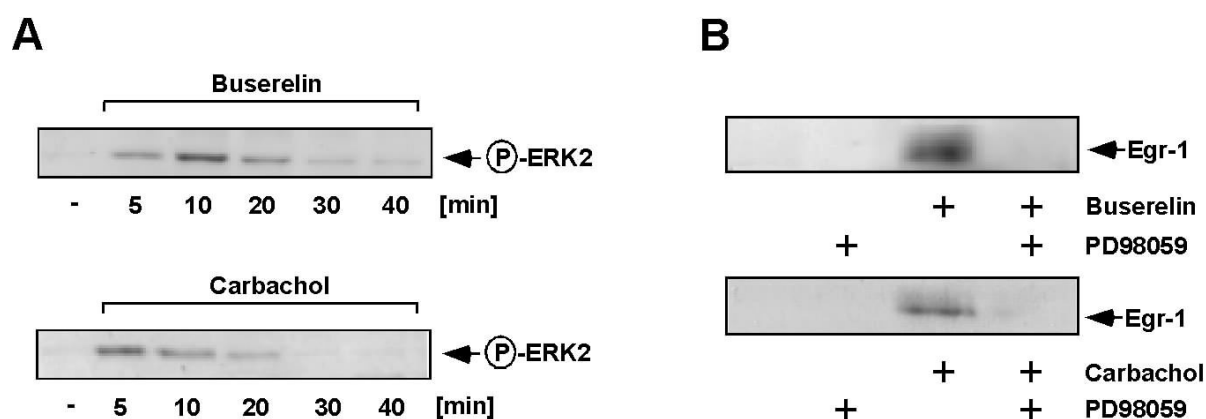 A
Buserelin
P-ERK2
- 5 10 20 30 40 [min]
Carbachol
P-ERK2
- 5 10 20 30 40 [min]
B
Egr-1
+ + Buserelin
+ + PD98059
Egr-1
+ + Carbachol
+ + PD98059